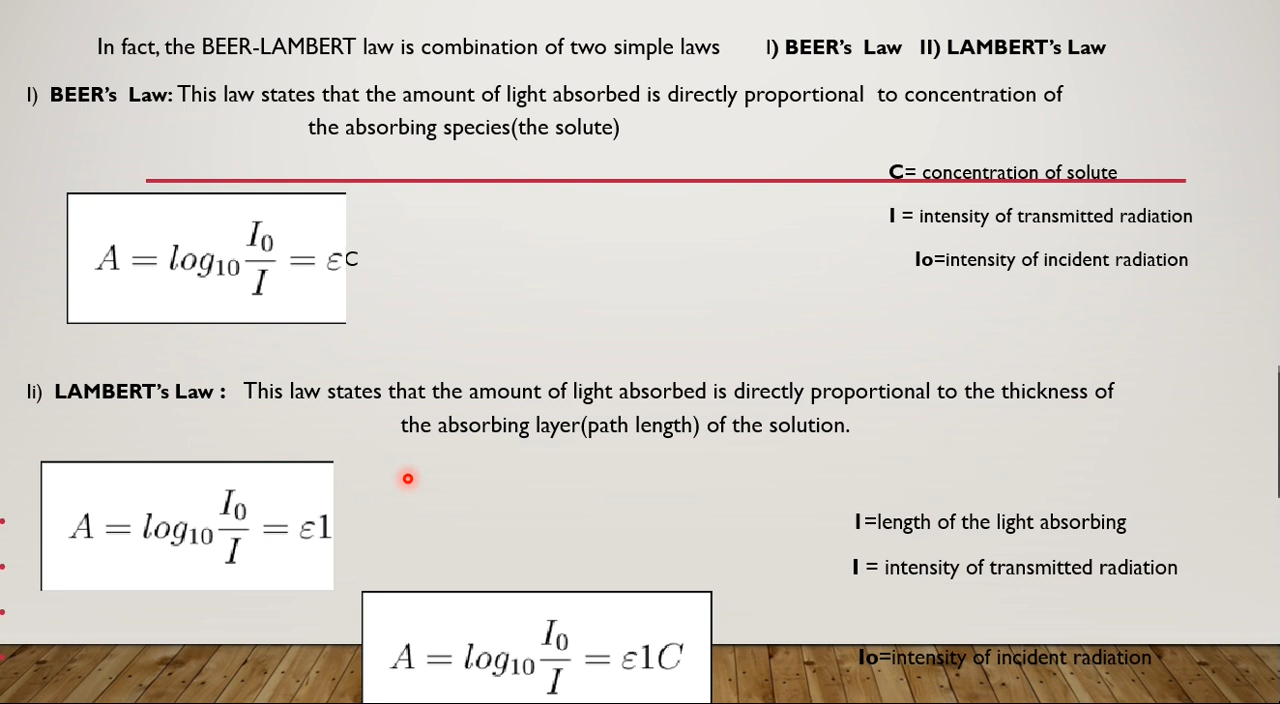 In fact, the BEER-LAMBERT law is combination of two simple laws I) BEER's Law II) LAMBERT's Law
I) BEER's Law: This law states that the amount of light absorbed is directly proportional to concentration of
the absorbing species(the solute)
C= concentration of solute
I = intensity of transmitted radiation
A = log₁₀ I₀/I = εC
Io=intensity of incident radiation
Ii) LAMBERT's Law : This law states that the amount of light absorbed is directly proportional to the thickness of
the absorbing layer(path length) of the solution.
A = log₁₀ I₀/I = ε1
l=length of the light absorbing
I = intensity of transmitted radiation
A = log₁₀ I₀/I = ε1C
Io=intensity of incident radiation